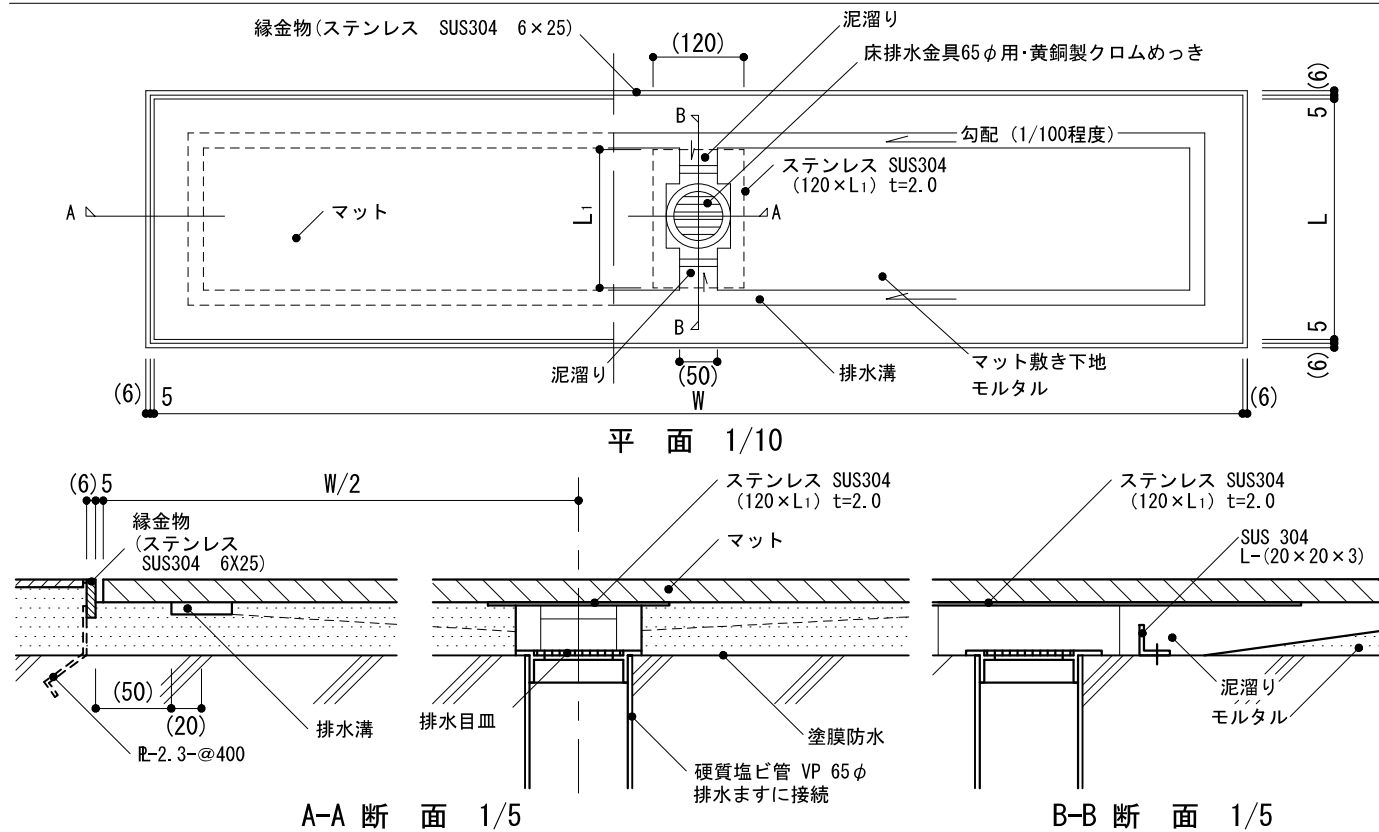 縁金物(ステンレス SUS304 6×25)
泥溜り
(120)
床排水金具65φ用・黄銅製クロムめっき
(6)
5
B
勾配 (1/100程度)
ステンレス SUS304
(120×L1) t=2.0
A
マット
L1
A
L
B
5
(6)
泥溜り
(50)
排水溝
マット敷き下地
モルタル
(6)
5
W
(6)
平 面 1/10
(6)
5
W/2
ステンレス SUS304
(120×L1) t=2.0
ステンレス SUS304
(120×L1) t=2.0
縁金物
(ステンレス
SUS304 6X25)
マット
SUS 304
L-(20×20×3)
(50)
(20)
排水溝
排水目皿
塗膜防水
泥溜り
モルタル
PL-2.3-@400
硬質塩ビ管 VP 65φ
排水ますに接続
A-A 断 面 1/5
B-B 断 面 1/5